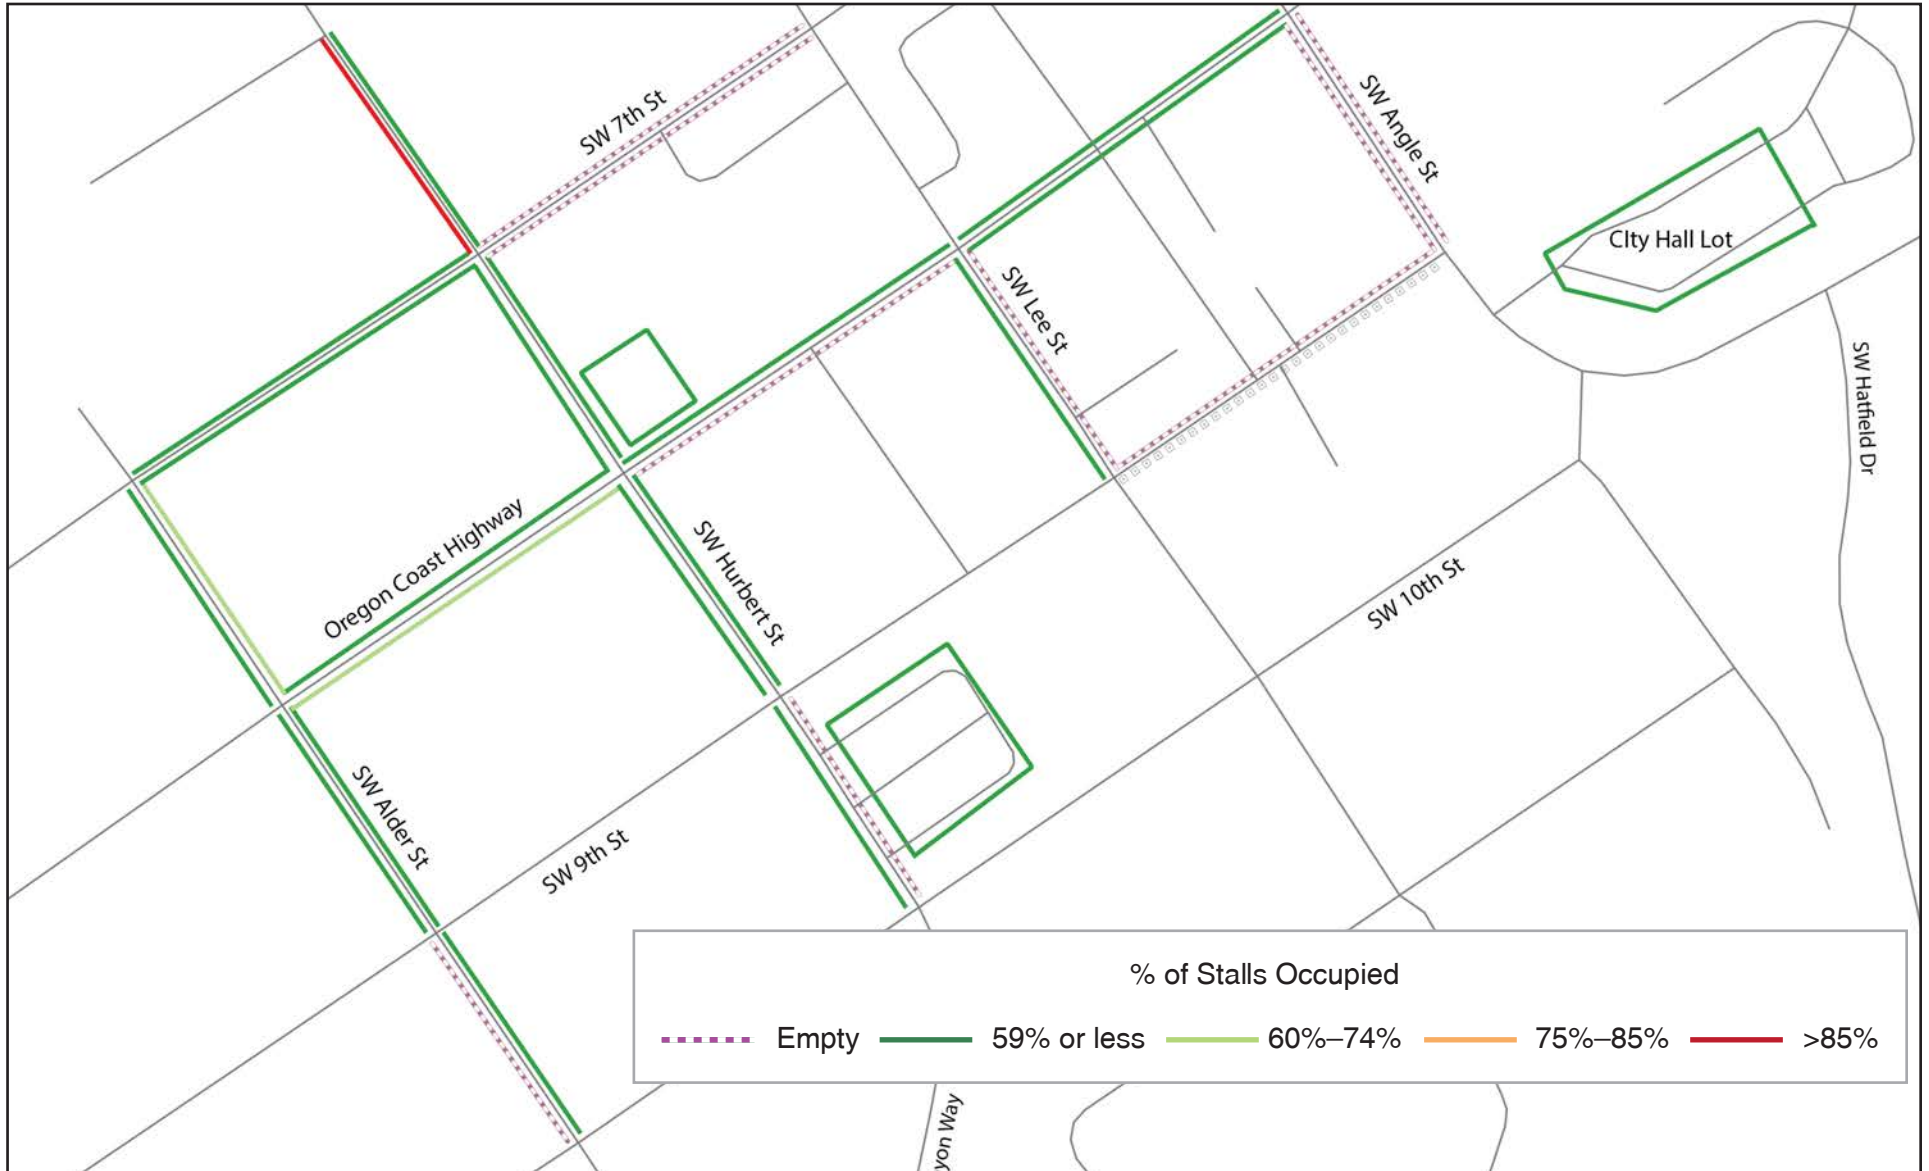 SW 7th St
SW Angle St
CIty Hall Lot
SW Lee St
SW Hatfield Dr
Oregon Coast Highway
SW Hurbert St
SW 10th St
SW Alder St
SW 9th St
% of Stalls Occupied
Empty 59% or less 60%–74% 75%–85% >85%
yon Way